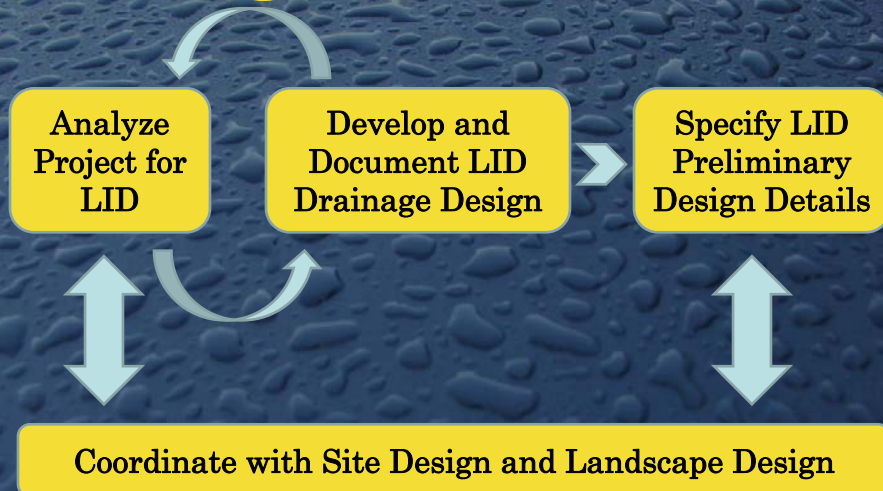 Analyze
Project for
LID
Develop and
Document LID
Drainage Design
Specify LID
Preliminary
Design Details
Coordinate with Site Design and Landscape Design